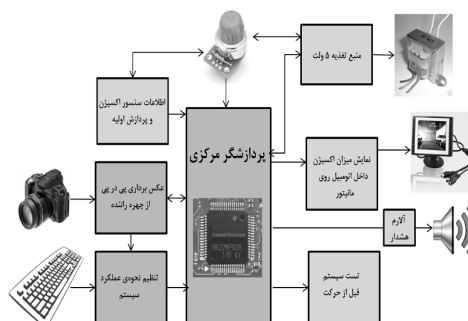 منبع تغذیه ۵ ولت
اطلاعات سنسور اکسیژن
و پردازش اولیه
پردازشگر مرکزی
نمایش میزان اکسیژن
داخل اتومبیل روی
مانیتور
عکس برداری پی در پی
از چهره راننده
آلارم
هشدار
تنظیم نحوه‌ی عملکرد
سیستم
تست سیستم
قبل از حرکت